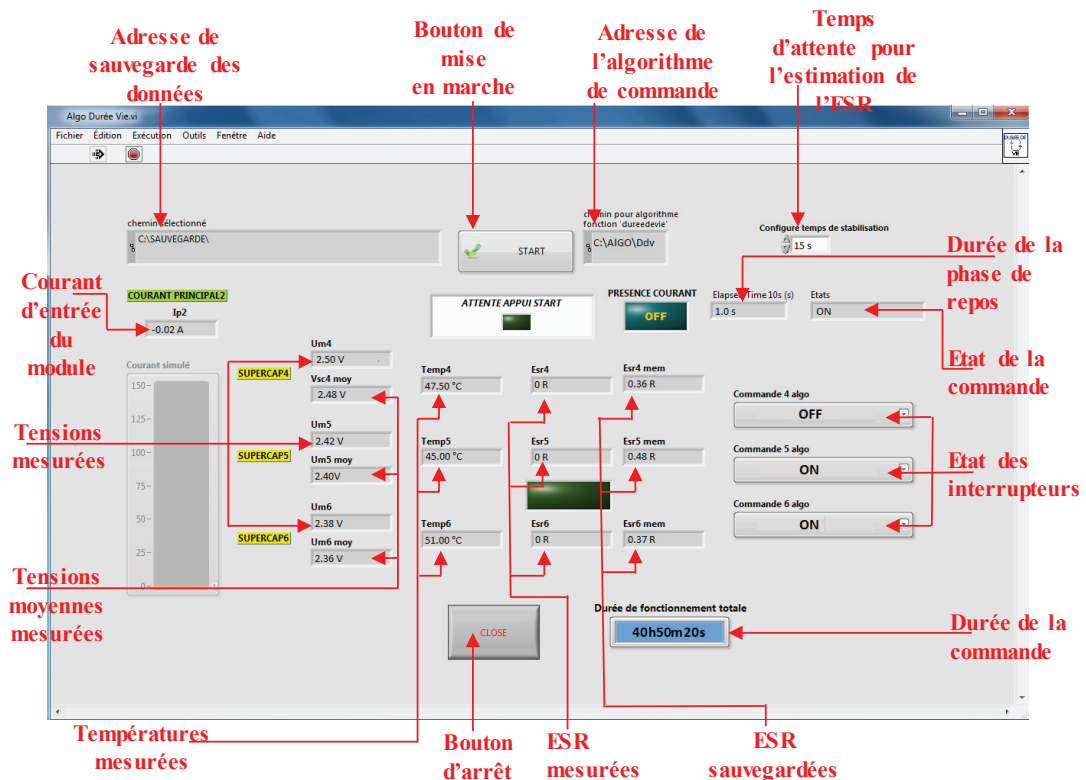 Adresse de
sauvegarde des
données
Bouton de
mise
en marche
Adresse de
l'algorithme
de commande
Temps
d'attente pour
l'estimation de
l'ESR
Algo Durée Vie.vi
Fichier Édition Exécution Outils Fenêtre Aide
DUREE DE
VIE
chemin sélectionné
C:\SAUVEGARDE\
START
chemin pour algorithme
fonction 'dureedevie'
C:\AlGO\Ddv
Configure temps de stabilisation
15 s
Durée de la
phase de
repos
Courant
d'entrée
du
module
COURANT PRINCIPAL2
Ip2
-0.02 A
ATTENTE APPUI START
PRESENCE COURANT
OFF
Elapsed Time 10s (s)
1.0 s
Etats
ON
Etat de la
commande
Courant simulé
150
125
100
75
50
25
0
SUPERCAP4
Um4
2.50 V
Vsc4 moy
2.48 V
Temp4
47.50 °C
Esr4
0 R
Esr4 mem
0.36 R
Commande 4 algo
OFF
Tensions
mesurées
SUPERCAP5
Um5
2.42 V
Um5 moy
2.40V
Temp5
45.00 °C
Esr5
0 R
Esr5 mem
0.48 R
Commande 5 algo
ON
Etat des
interrupteurs
SUPERCAP6
Um6
2.38 V
Um6 moy
2.36 V
Temp6
51.00 °C
Esr6
0 R
Esr6 mem
0.37 R
Commande 6 algo
ON
Tensions
moyennes
mesurées
CLOSE
Durée de fonctionnement totale
40h50m20s
Durée de la
commande
Températures
mesurées
Bouton
d'arrêt
ESR
mesurées
ESR
sauvegardées